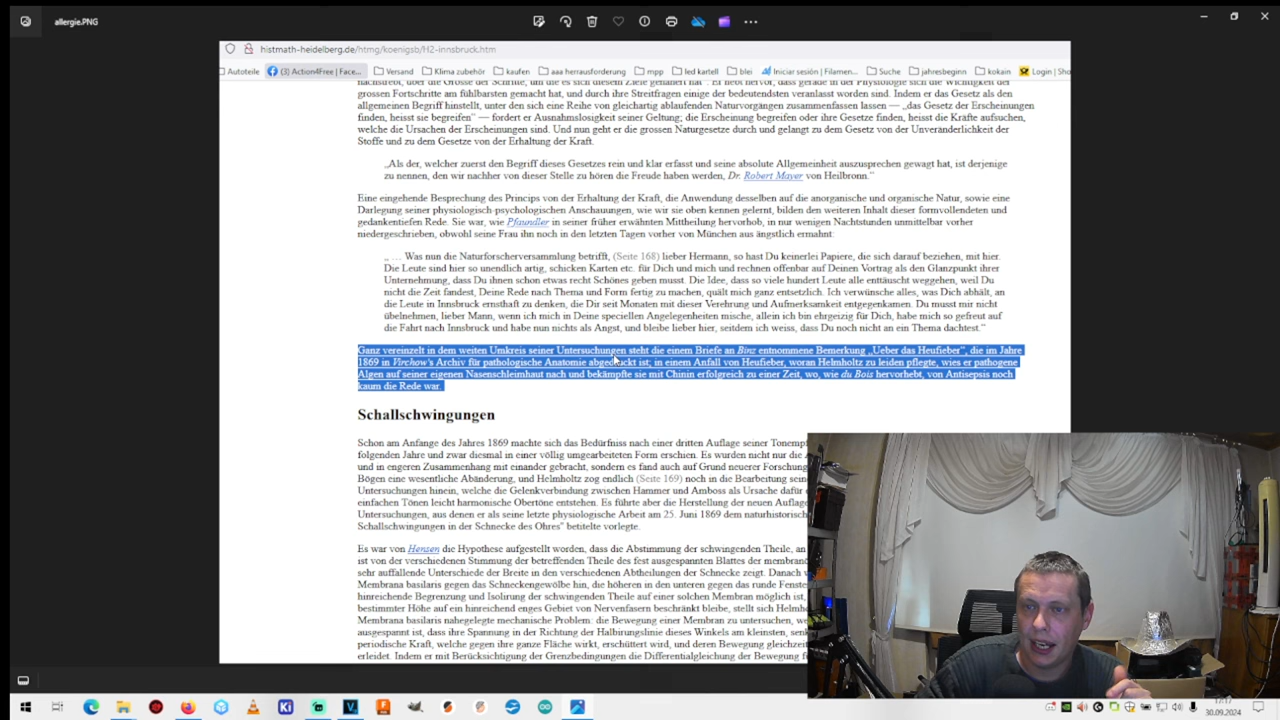 allergie.PNG
histmath-heidelberg.de/htmg/koenigsb/H2-innsbruck.htm
Autoteile (3) Action4Free | Face... Versand Klima zubehör kaufen aaa herrausforderung mpp led kartell blei Iniciar sesión | Filamen... Suche jahresbeginn kokain Login | Sho
grossen Fortschritte am fühlbarsten gemacht hat, und durch ihre Streitfragen einige der bedeutendsten veranlasst worden sind. Indem er das Gesetz als den
allgemeinen Begriff hinstellt, unter den sich eine Reihe von gleichartig ablaufenden Naturvorgängen zusammenfassen lassen — „das Gesetz der Erscheinungen
finden, heisst sie begreifen“ — fordert er Ausnahmslosigkeit seiner Geltung; die Erscheinung begreifen oder ihre Gesetze finden, heisst die Kräfte aufsuchen,
welche die Ursachen der Erscheinungen sind. Und nun geht er die grossen Naturgesetze durch und gelangt zu dem Gesetz von der Unveränderlichkeit der
Stoffe und zu dem Gesetze von der Erhaltung der Kraft.
„Als der, welcher zuerst den Begriff dieses Gesetzes rein und klar erfasst und seine absolute Allgemeinheit auszusprechen gewagt hat, ist derjenige
zu nennen, den wir nachher von dieser Stelle zu hören die Freude haben werden, Dr. Robert Mayer von Heilbronn.“
Eine eingehende Besprechung des Princips von der Erhaltung der Kraft, die Anwendung desselben auf die anorganische und organische Natur, sowie eine
Darlegung seiner physiologisch-psychologischen Anschauungen, wie wir sie oben kennen gelernt, bilden den weiteren Inhalt dieser formvollendeten und
gedankentiefen Rede. Sie war, wie Pfaundler in seiner früher erwähnten Mittheilung hervorhob, in nur wenigen Nachtstunden unmittelbar vorher
niedergeschrieben, obwohl seine Frau ihn noch in den letzten Tagen vorher von München aus ängstlich ermahnt:
„ … Was nun die Naturforscherversammlung betrifft, (Seite 168) lieber Hermann, so hast Du keinerlei Papiere, die sich darauf beziehen, mit hier.
Die Leute sind hier so unendlich artig, schicken Karten etc. für Dich und mich und rechnen offenbar auf Deinen Vortrag als den Glanzpunkt ihrer
Unternehmung, dass Du ihnen schon etwas recht Schönes geben musst. Die Idee, dass so viele hundert Leute alle enttäuscht weggehen, weil Du
nicht die Zeit fandest, Deine Rede nach Thema und Form fertig zu machen, quält mich ganz entsetzlich. Ich verwünsche alles, was Dich abhält, an
die Leute in Innsbruck ernsthaft zu denken, die Dir seit Monaten mit dieser Verehrung und Aufmerksamkeit entgegenkamen. Du musst mir nicht
übelnehmen, lieber Mann, wenn ich mich in Deine speciellen Angelegenheiten mische, allein ich bin ehrgeizig für Dich, habe mich so gefreut auf
die Fahrt nach Innsbruck und habe nun nichts als Angst, und bleibe lieber hier, seitdem ich weiss, dass Du noch nicht an ein Thema dachtest.“
Ganz vereinzelt in dem weiten Umkreis seiner Untersuchungen steht die einem Briefe an Binz entnommene Bemerkung „Ueber das Heufieber“, die im Jahre
1869 in Virchow's Archiv für pathologische Anatomie abgedruckt ist; in einem Anfall von Heufieber, woran Helmholtz zu leiden pflegte, wies er pathogene
Algen auf seiner eigenen Nasenschleimhaut nach und bekämpfte sie mit Chinin erfolgreich zu einer Zeit, wo, wie du Bois hervorhebt, von Antisepsis noch
kaum die Rede war.
Schallschwingungen
Schon am Anfange des Jahres 1869 machte sich das Bedürfniss nach einer dritten Auflage seiner Tonempf
folgenden Jahre und zwar diesmal in einer völlig umgearbeiteten Form erschien. Es wurden nicht nur die
und in engeren Zusammenhang mit einander gebracht, sondern es fand auch auf Grund neuerer Forschung
Bögen eine wesentliche Abänderung, und Helmholtz zog endlich (Seite 169) noch in die Bearbeitung sein
Untersuchungen hinein, welche die Gelenkverbindung zwischen Hammer und Amboss als Ursache dafür
einfachen Tönen leicht harmonische Obertöne entstehen. Es führte aber die Herstellung der neuen Auflage
Untersuchungen, aus denen er als seine letzte physiologische Arbeit am 25. Juni 1869 dem naturhistorisch
Schallschwingungen in der Schnecke des Ohres“ betitelte vorlegte.
Es war von Hensen die Hypothese aufgestellt worden, dass die Abstimmung der schwingenden Theile, an
ist von der verschiedenen Stimmung der betreffenden Theile des fest ausgespannten Blattes der membran
sehr auffallende Unterschiede der Breite in den verschiedenen Abtheilungen der Schnecke zeigt. Danach
Membrana basilaris gegen das Schneckengewölbe hin, die höheren in den unteren gegen das runde Fenste
hinreichende Begrenzung und Isolirung der schwingenden Theile auf einer solchen Membran möglich ist,
bestimmter Höhe auf ein hinreichend enges Gebiet von Nervenfasern beschränkt bleibe, stellt sich Helmho
Membrana basilaris nahegelegte mechanische Problem. die Bewegung einer Membran zu untersuchen, we
ausgespannt ist, dass ihre Spannung in der Richtung der Halbirungslinie dieses Winkels am kleinsten, senk
periodische Kraft, welche gegen ihre ganze Fläche wirkt, erschüttert wird, und deren Bewegung gleichzeit
erleidet. Indem er mit Berücksichtigung der Grenzbedingungen die Differentialgleichung der Bewegung fü
Ki
17:17
30.09.2024